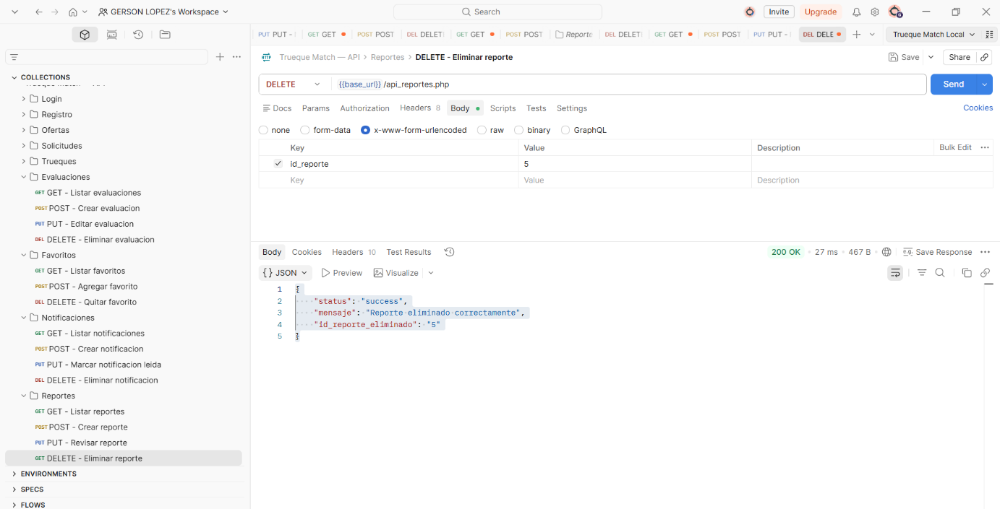 GERSON LOPEZ's Workspace
Search
Invite
Upgrade
COLLECTIONS
Login
Registro
Ofertas
Solicitudes
Trueques
Evaluaciones
GET GET - Listar evaluaciones
POST POST - Crear evaluacion
PUT PUT - Editar evaluacion
DEL DELETE - Eliminar evaluacion
Favoritos
GET GET - Listar favoritos
POST POST - Agregar favorito
DEL DELETE - Quitar favorito
Notificaciones
GET GET - Listar notificaciones
POST POST - Crear notificacion
PUT PUT - Marcar notificacion leida
DEL DELETE - Eliminar notificacion
Reportes
GET GET - Listar reportes
POST POST - Crear reporte
PUT PUT - Revisar reporte
GET DELETE - Eliminar reporte
ENVIRONMENTS
SPECS
FLOWS
PUT PUT - GET GET POST POST DEL DELET GET GET POST POST Reporte DEL DELET GET GET POST POST PUT PUT - DEL DELE Trueque Match Local
HTTP Trueque Match — API > Reportes > DELETE - Eliminar reporte Save Share
DELETE {{base_url}} /api_reportes.php Send
Docs Params Authorization Headers 8 Body Scripts Tests Settings Cookies
none form-data x-www-form-urlencoded raw binary GraphQL
Key Value Description Bulk Edit
id_reporte 5
Key Value Description
Body Cookies Headers 10 Test Results 200 OK 27 ms 467 B e.g. Save Response
{} JSON Preview Visualize
1 {
2 "status": "success",
3 "mensaje": "Reporte eliminado correctamente",
4 "id_reporte_eliminado": "5"
5 }